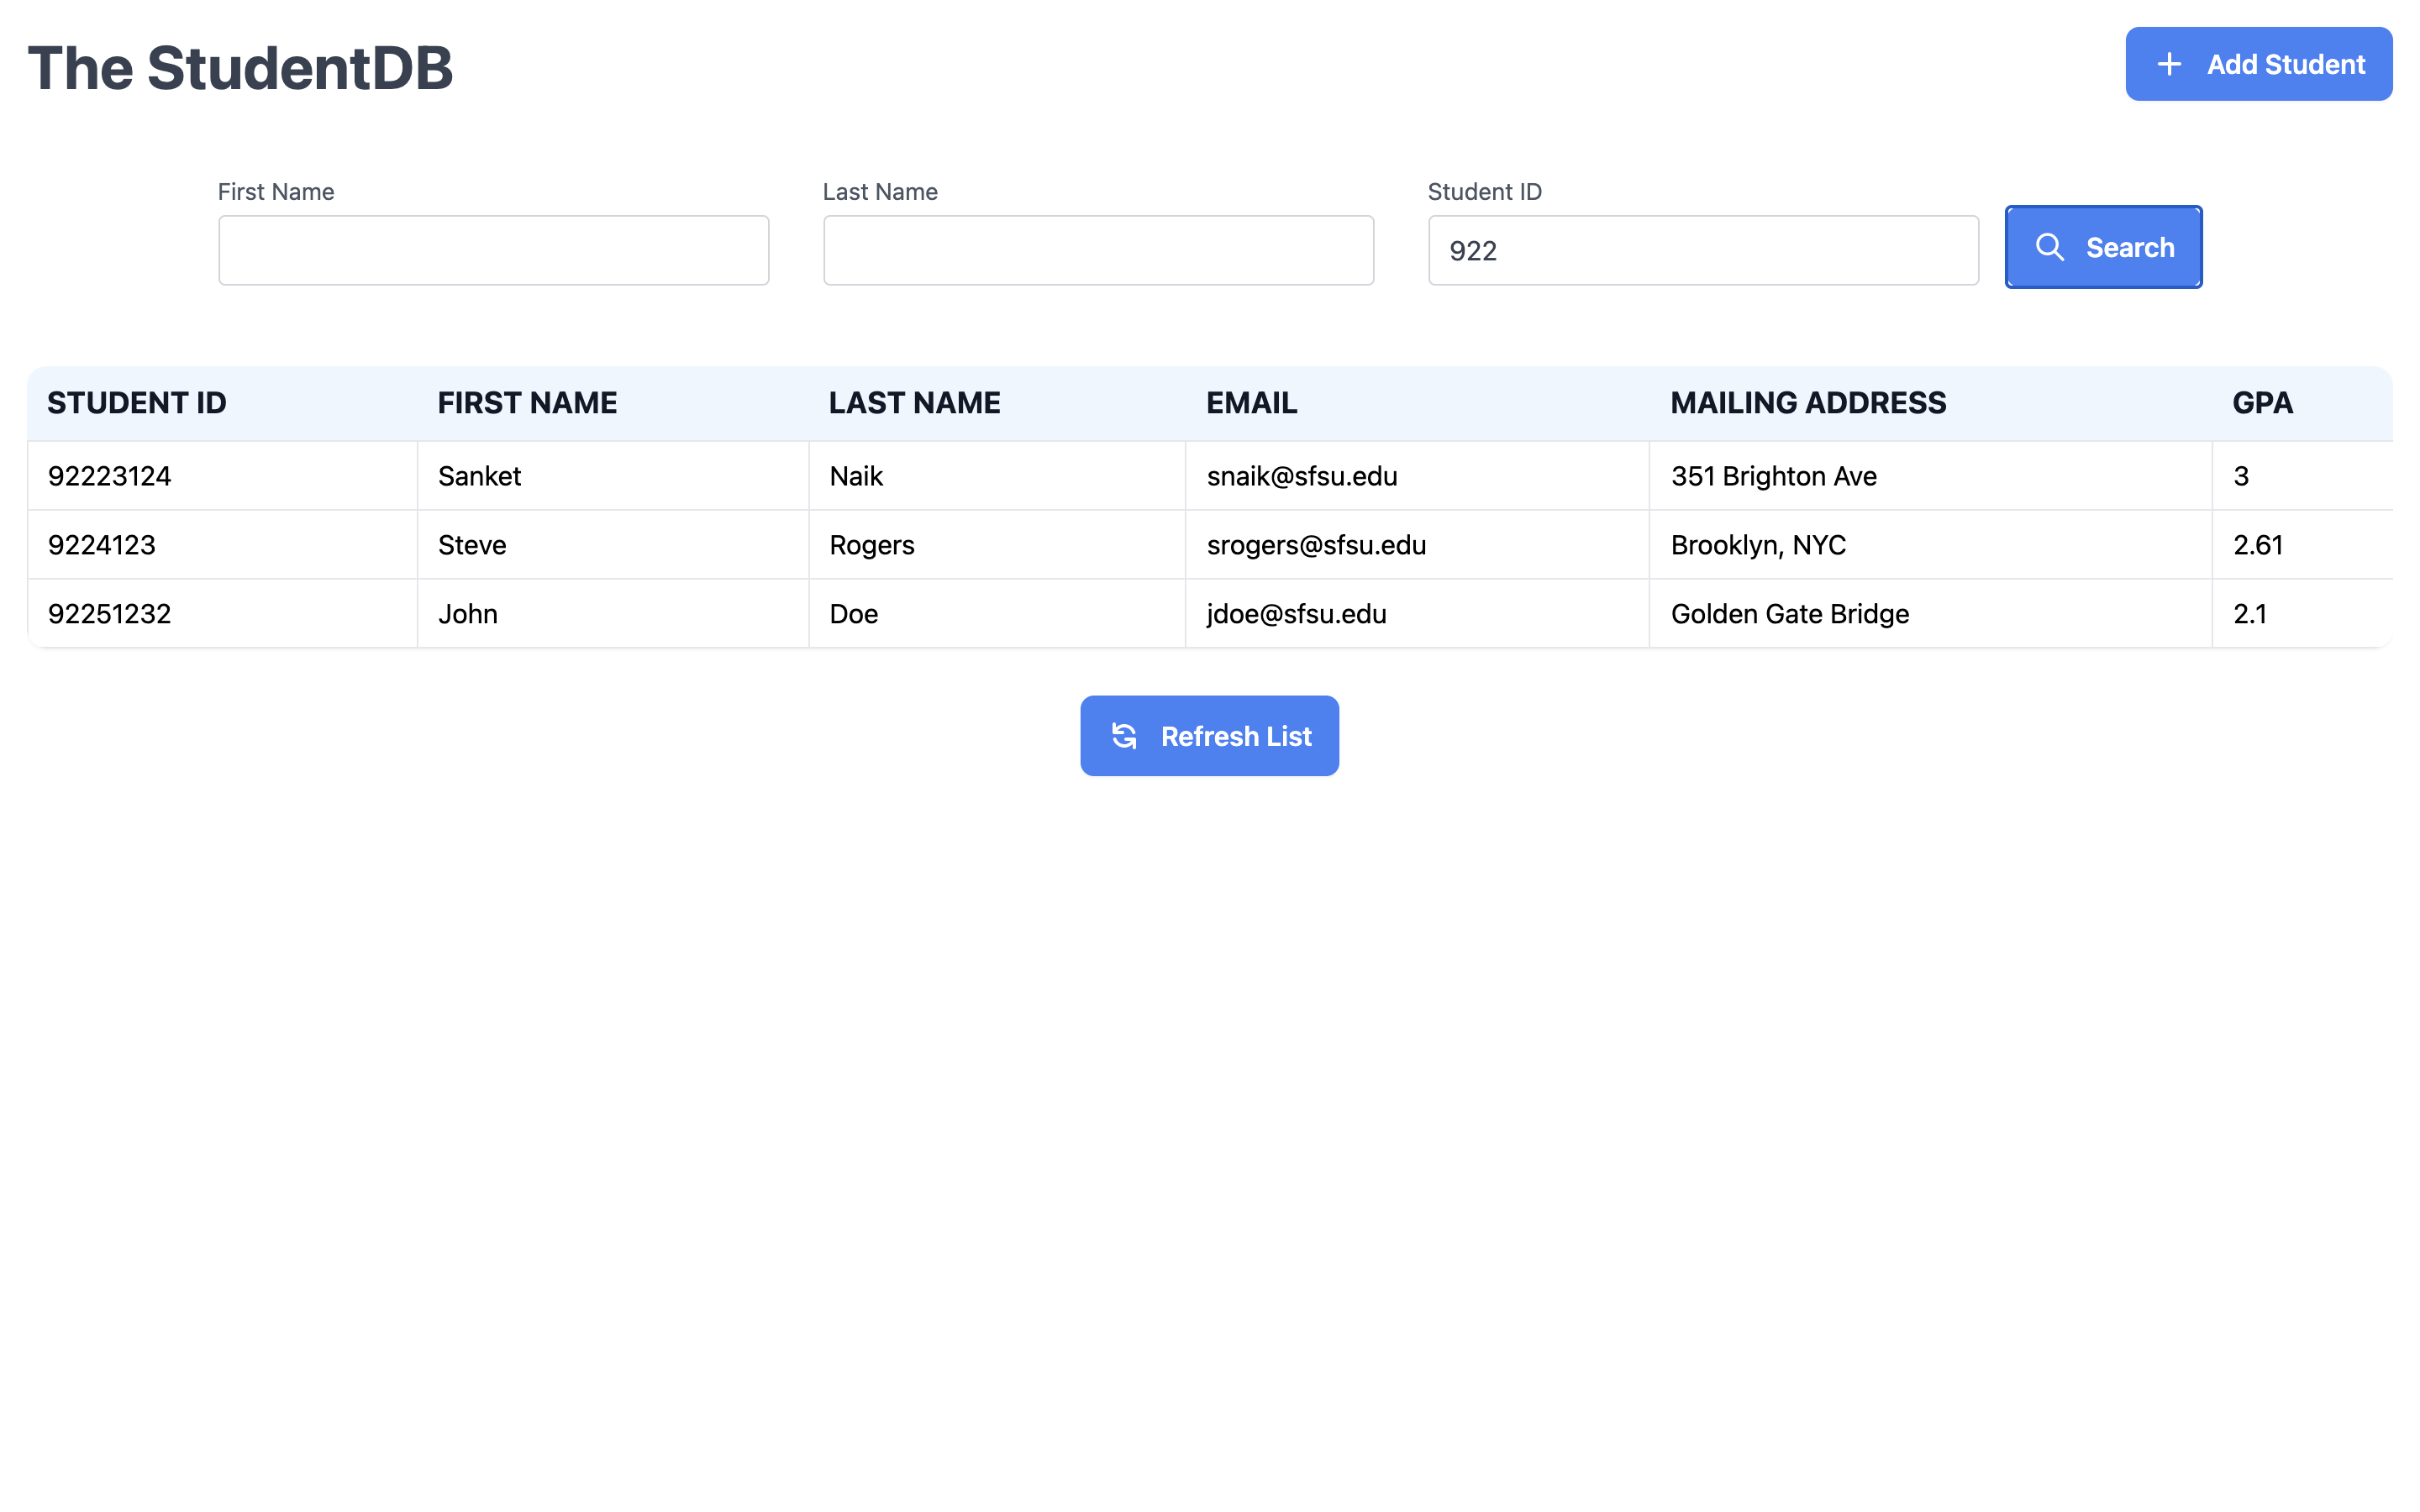 The StudentDB
Add Student
First Name
Last Name
Student ID
922
Search
STUDENT ID FIRST NAME LAST NAME EMAIL MAILING ADDRESS GPA
92223124 Sanket Naik snaik@sfsu.edu 351 Brighton Ave 3
9224123 Steve Rogers srogers@sfsu.edu Brooklyn, NYC 2.61
92251232 John Doe jdoe@sfsu.edu Golden Gate Bridge 2.1
Refresh List